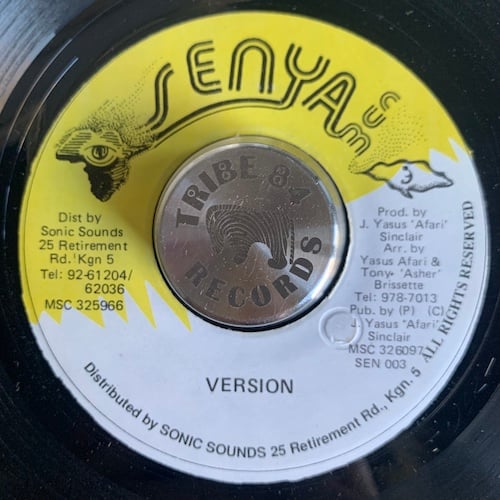 SENYA
cum
TRIBE 84
RECORDS
Dist by
Sonic Sounds
25 Retirement
Rd. Kgn 5
Tel: 92-61204/
62036
MSC 325966
Prod. by
J. Yasus 'Afari'
Sinclair
Arr. by
Yasus Afari &
Tony- 'Asher'
Brissette
Tel: 978-7013
Pub. by (P) (C)
J. Yasus 'Afari'
Sinclair
MSC 326097
SEN 003
ALL RIGHTS RESERVED
VERSION
Distributed by SONIC SOUNDS 25 Retirement Rd., Kgn. 5